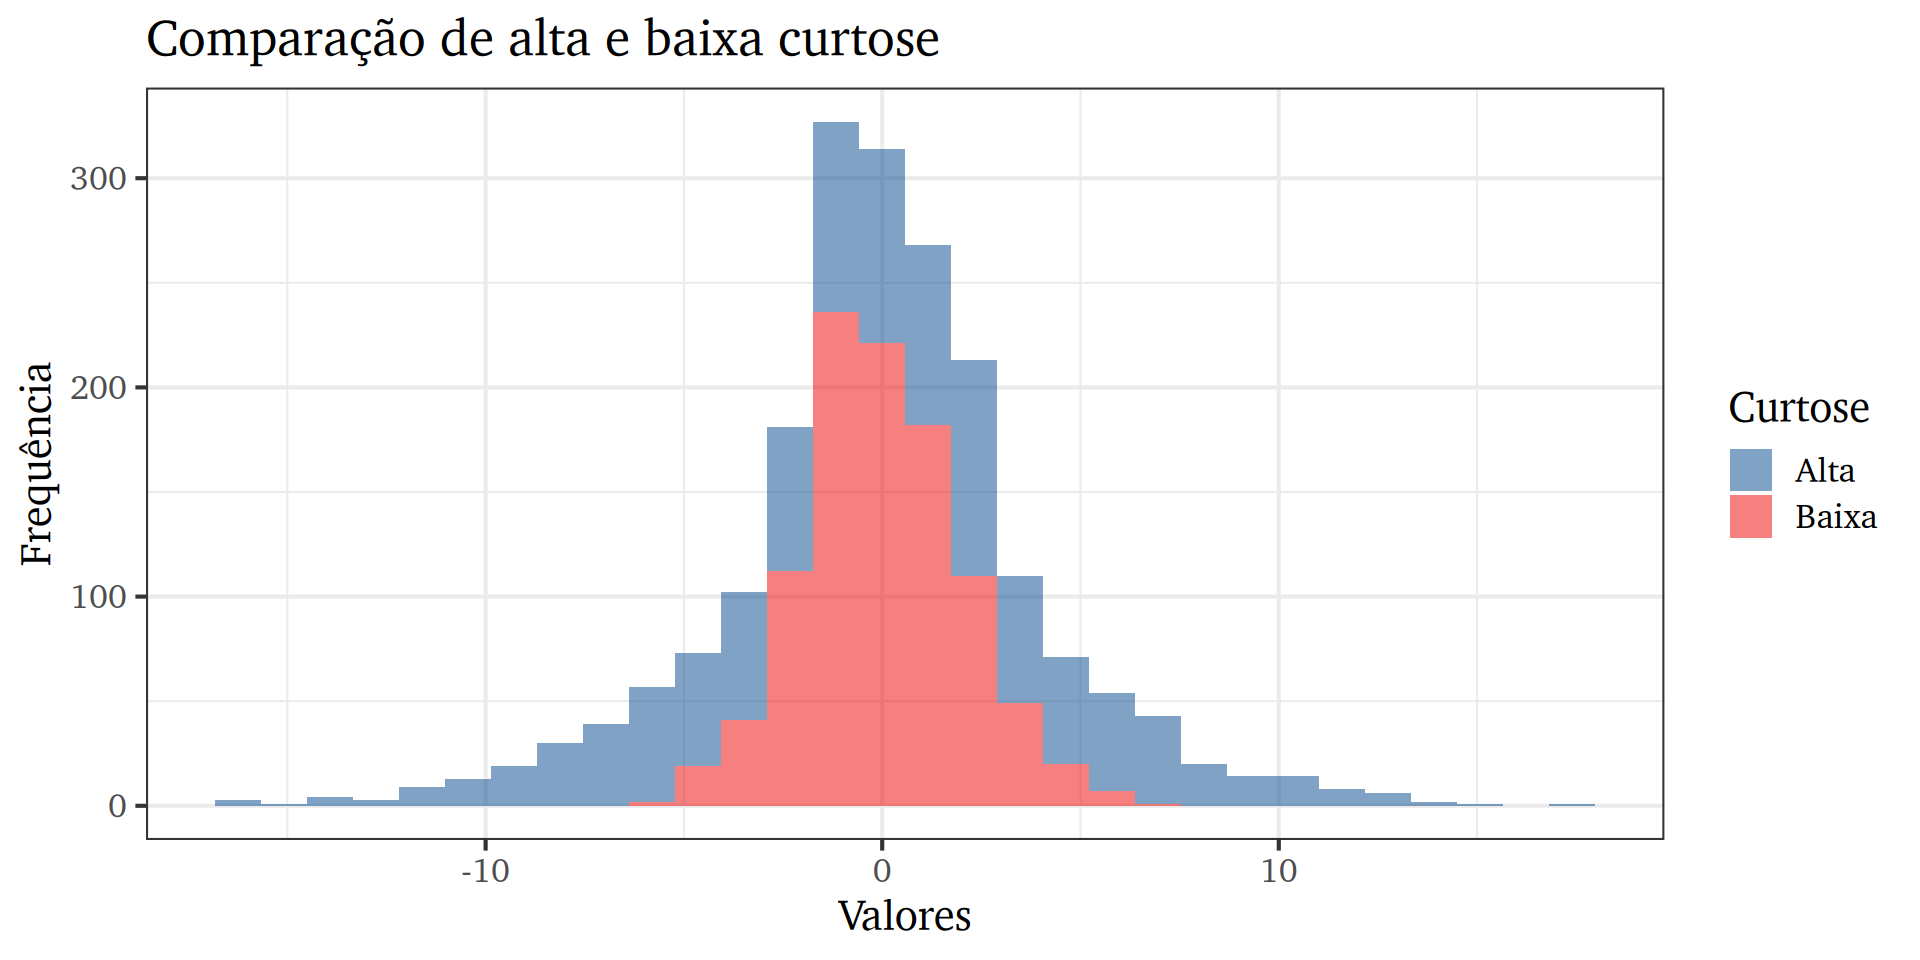 Comparação de alta e baixa curtose
Frequência
300
200
100
0
-10
0
10
Valores
Curtose
Alta
Baixa